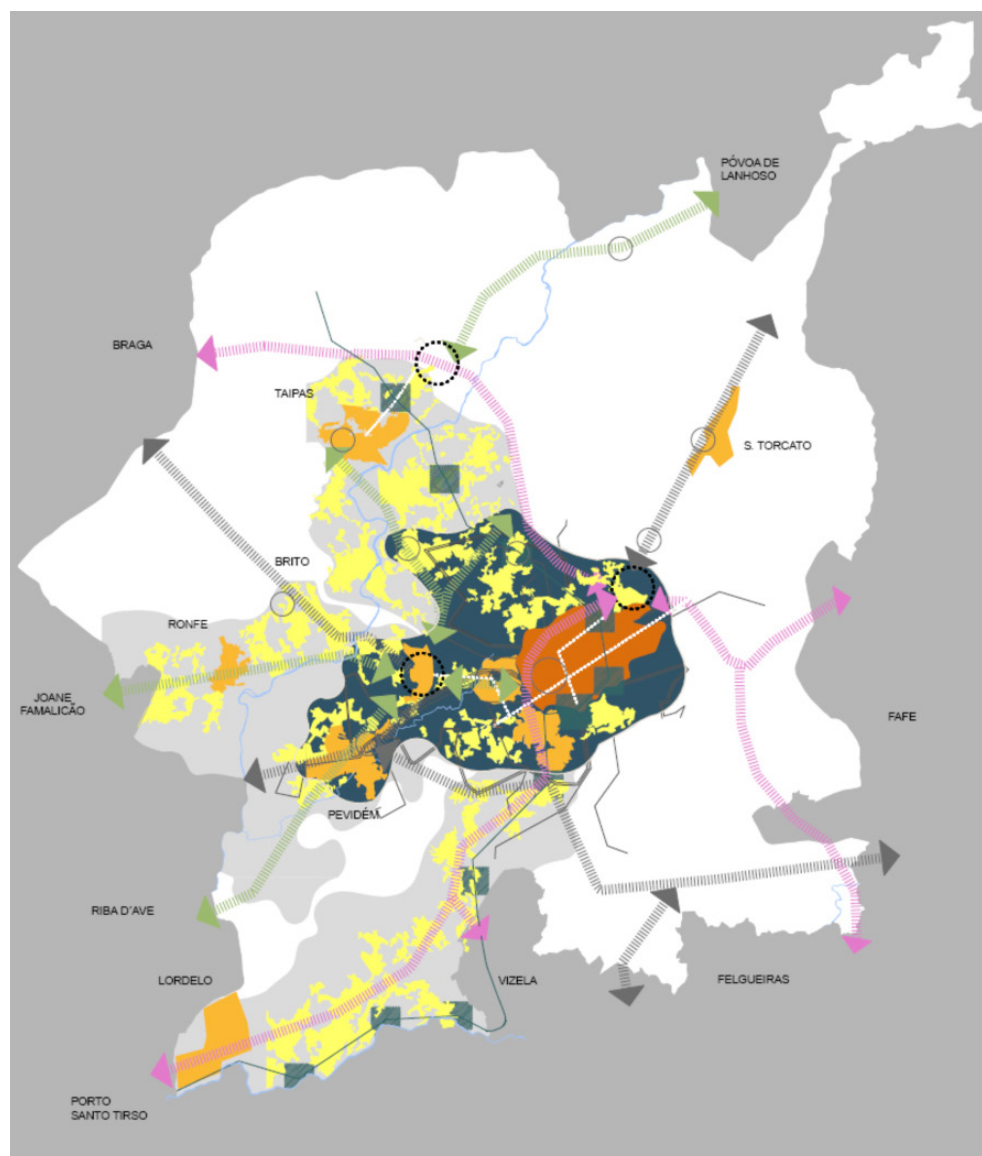 PÓVOA DE
LANHOSO
BRAGA
TAIPAS
S. TORCATO
BRITO
RONFE
JOANE
FAMALICÃO
FAFE
PEVIDÉM
RIBA D'AVE
LORDELO
VIZELA
FELGUEIRAS
PORTO
SANTO TIRSO